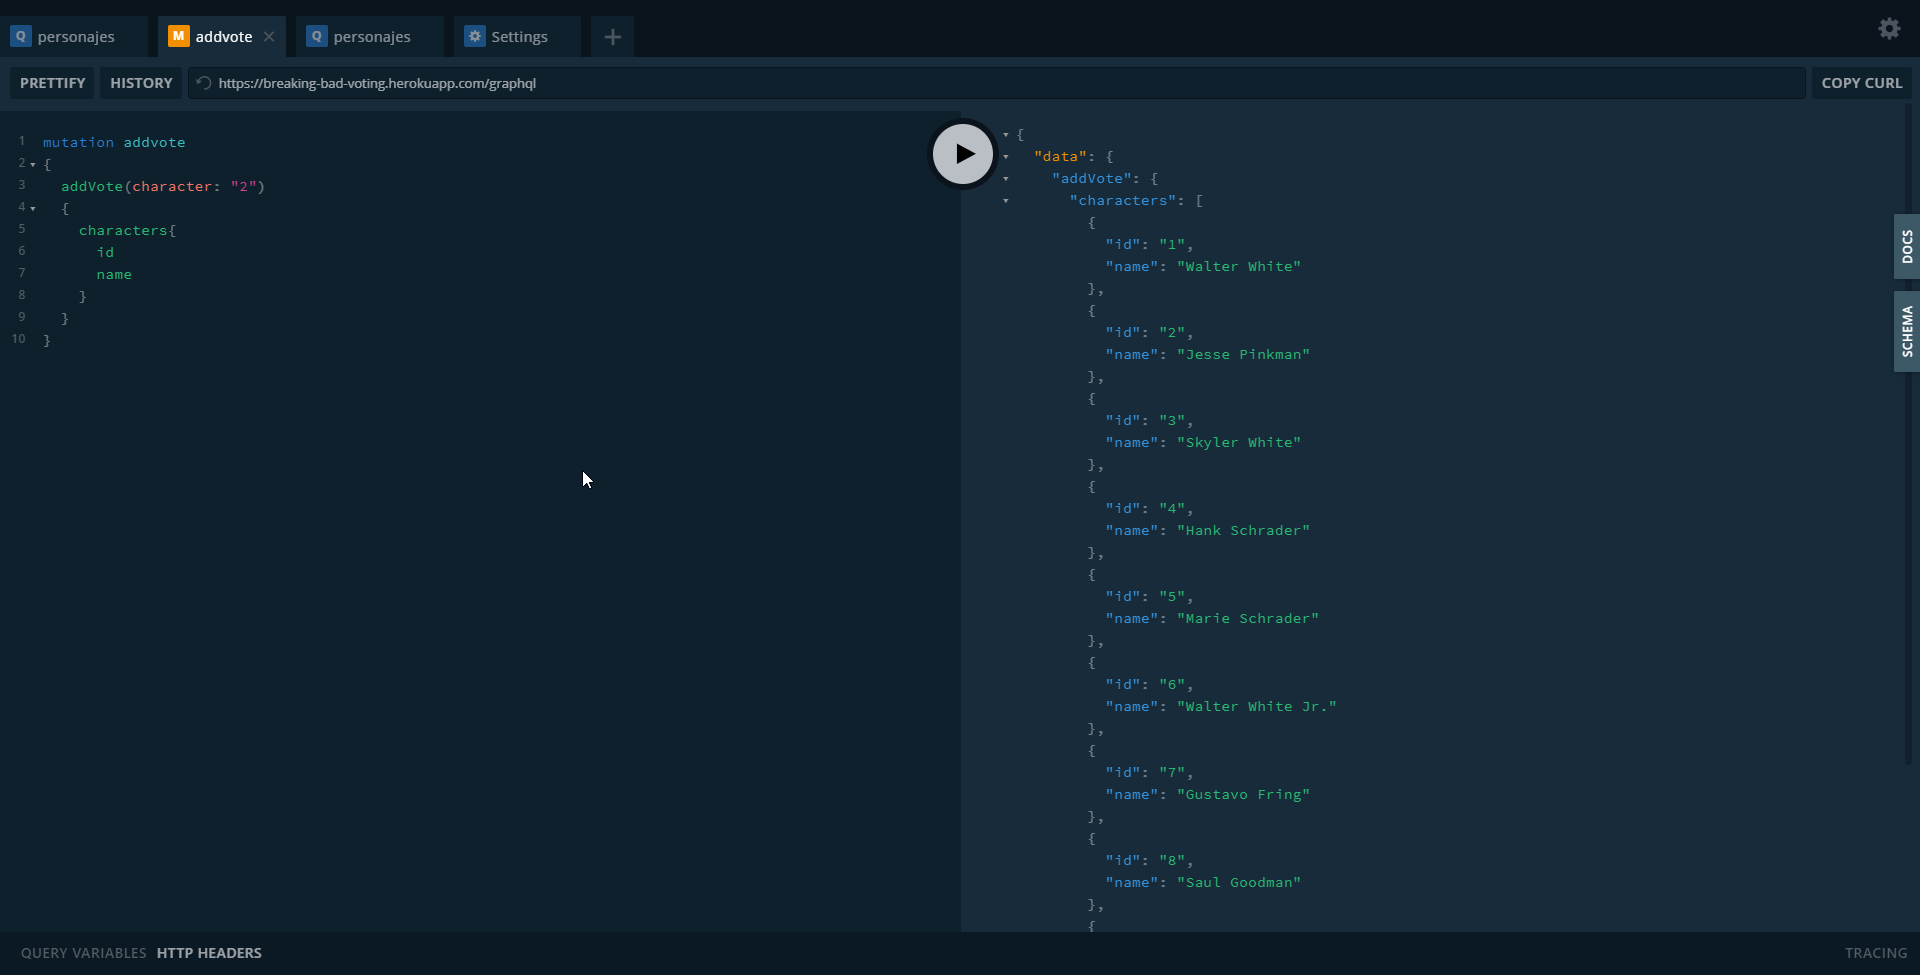 Q personajes M addvote × Q personajes Settings +
PRETTIFY HISTORY https://breaking-bad-voting.herokuapp.com/graphql COPY CURL
1 mutation addvote
2 {
3 addVote(character: "2")
4 {
5 characters{
6 id
7 name
8 }
9 }
10 }
{
"data": {
"addVote": {
"characters": [
{
"id": "1",
"name": "Walter White"
},
{
"id": "2",
"name": "Jesse Pinkman"
},
{
"id": "3",
"name": "Skyler White"
},
{
"id": "4",
"name": "Hank Schrader"
},
{
"id": "5",
"name": "Marie Schrader"
},
{
"id": "6",
"name": "Walter White Jr."
},
{
"id": "7",
"name": "Gustavo Fring"
},
{
"id": "8",
"name": "Saul Goodman"
},
{
DOCS
SCHEMA
QUERY VARIABLES HTTP HEADERS TRACING